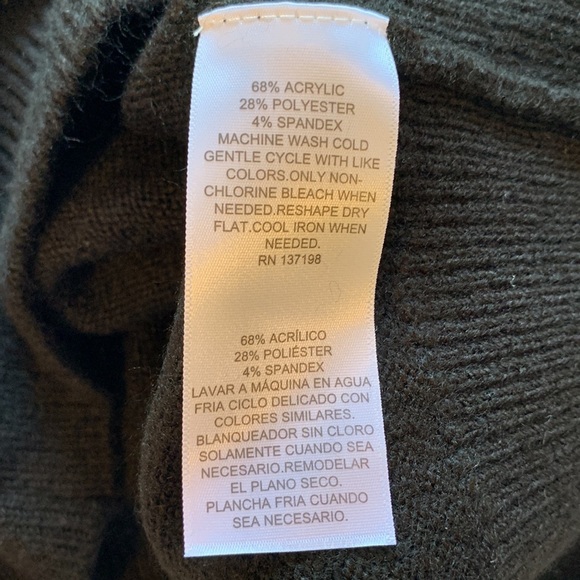 68% ACRYLIC
28% POLYESTER
4% SPANDEX
MACHINE WASH COLD
GENTLE CYCLE WITH LIKE
COLORS.ONLY NON-
CHLORINE BLEACH WHEN
NEEDED.RESHAPE DRY
FLAT.COOL IRON WHEN
NEEDED.
RN 137198
68% ACRÍLICO
28% POLIÉSTER
4% SPANDEX
LAVAR A MÁQUINA EN AGUA
FRIA CICLO DELICADO CON
COLORES SIMILARES.
BLANQUEADOR SIN CLORO
SOLAMENTE CUANDO SEA
NECESARIO.REMODELAR
EL PLANO SECO.
PLANCHA FRIA CUANDO
SEA NECESARIO.